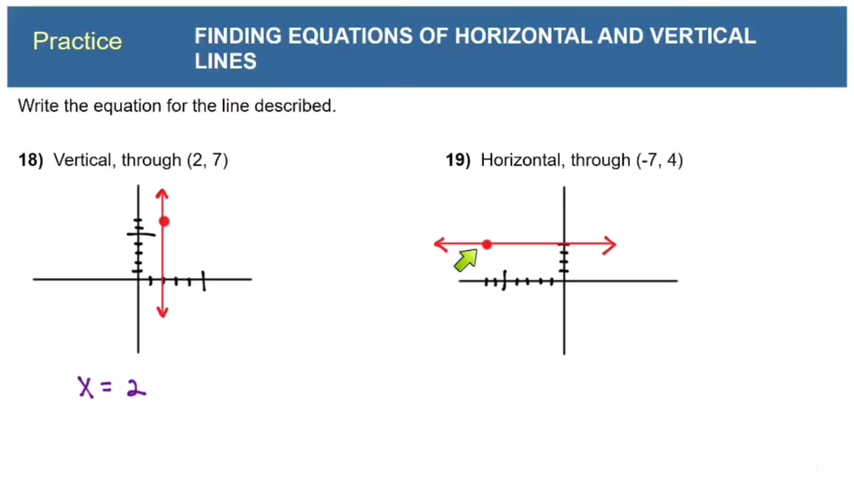 Practice
FINDING EQUATIONS OF HORIZONTAL AND VERTICAL
LINES
Write the equation for the line described.
18) Vertical, through (2, 7)
19) Horizontal, through (-7, 4)
x = 2